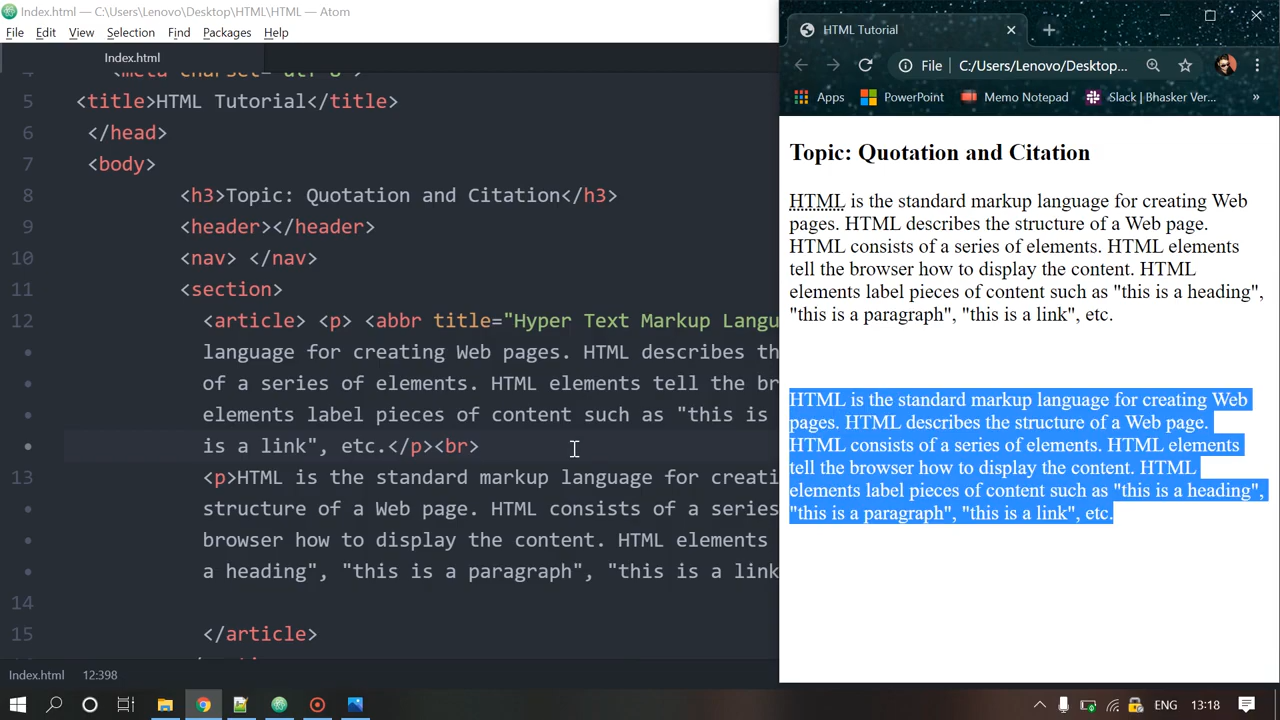 Index.html — C:\Users\Lenovo\Desktop\HTML\HTML — Atom
File Edit View Selection Find Packages Help
Index.html
5 <title>HTML Tutorial</title>
6 </head>
7 <body>
8 <h3>Topic: Quotation and Citation</h3>
9 <header></header>
10 <nav> </nav>
11 <section>
12 <article> <p> <abbr title="Hyper Text Markup Langu
language for creating Web pages. HTML describes th
of a series of elements. HTML elements tell the br
elements label pieces of content such as "this is
is a link", etc.</p><br>
13 <p>HTML is the standard markup language for creati
structure of a Web page. HTML consists of a series
browser how to display the content. HTML elements
a heading", "this is a paragraph", "this is a link
14
15 </article>
Index.html 12:398
HTML Tutorial
File C:/Users/Lenovo/Desktop...
Apps PowerPoint Memo Notepad Slack | Bhasker Ver... »
Topic: Quotation and Citation
HTML is the standard markup language for creating Web
pages. HTML describes the structure of a Web page.
HTML consists of a series of elements. HTML elements
tell the browser how to display the content. HTML
elements label pieces of content such as "this is a heading",
"this is a paragraph", "this is a link", etc.
HTML is the standard markup language for creating Web
pages. HTML describes the structure of a Web page.
HTML consists of a series of elements. HTML elements
tell the browser how to display the content. HTML
elements label pieces of content such as "this is a heading",
"this is a paragraph", "this is a link", etc.
ENG 13:18